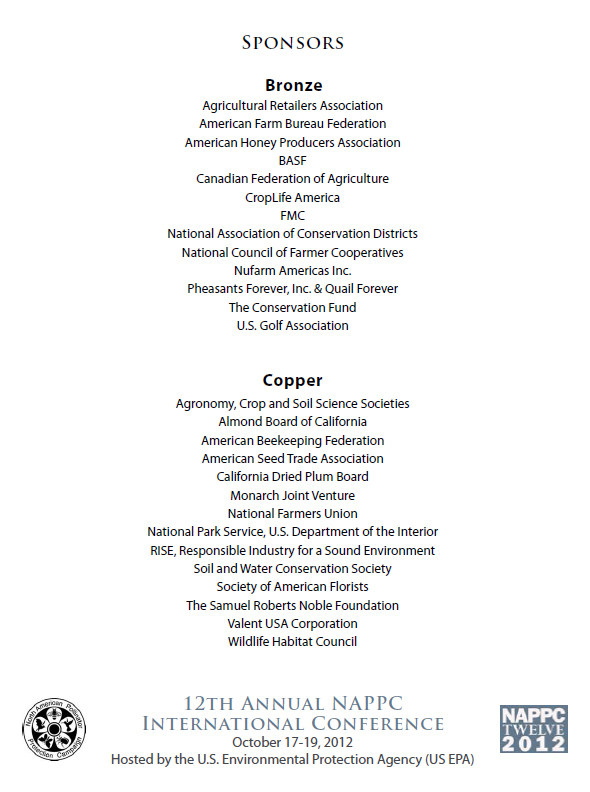 Sponsors
Bronze
Agricultural Retailers Association
American Farm Bureau Federation
American Honey Producers Association
BASF
Canadian Federation of Agriculture
CropLife America
FMC
National Association of Conservation Districts
National Council of Farmer Cooperatives
Nufarm Americas Inc.
Pheasants Forever, Inc. & Quail Forever
The Conservation Fund
U.S. Golf Association
Copper
Agronomy, Crop and Soil Science Societies
Almond Board of California
American Beekeeping Federation
American Seed Trade Association
California Dried Plum Board
Monarch Joint Venture
National Farmers Union
National Park Service, U.S. Department of the Interior
RISE, Responsible Industry for a Sound Environment
Soil and Water Conservation Society
Society of American Florists
The Samuel Roberts Noble Foundation
Valent USA Corporation
Wildlife Habitat Council
North American Pollinator
Protection Campaign
12th Annual NAPPC
International Conference
October 17-19, 2012
Hosted by the U.S. Environmental Protection Agency (US EPA)
NAPPC
TWELVE
2012